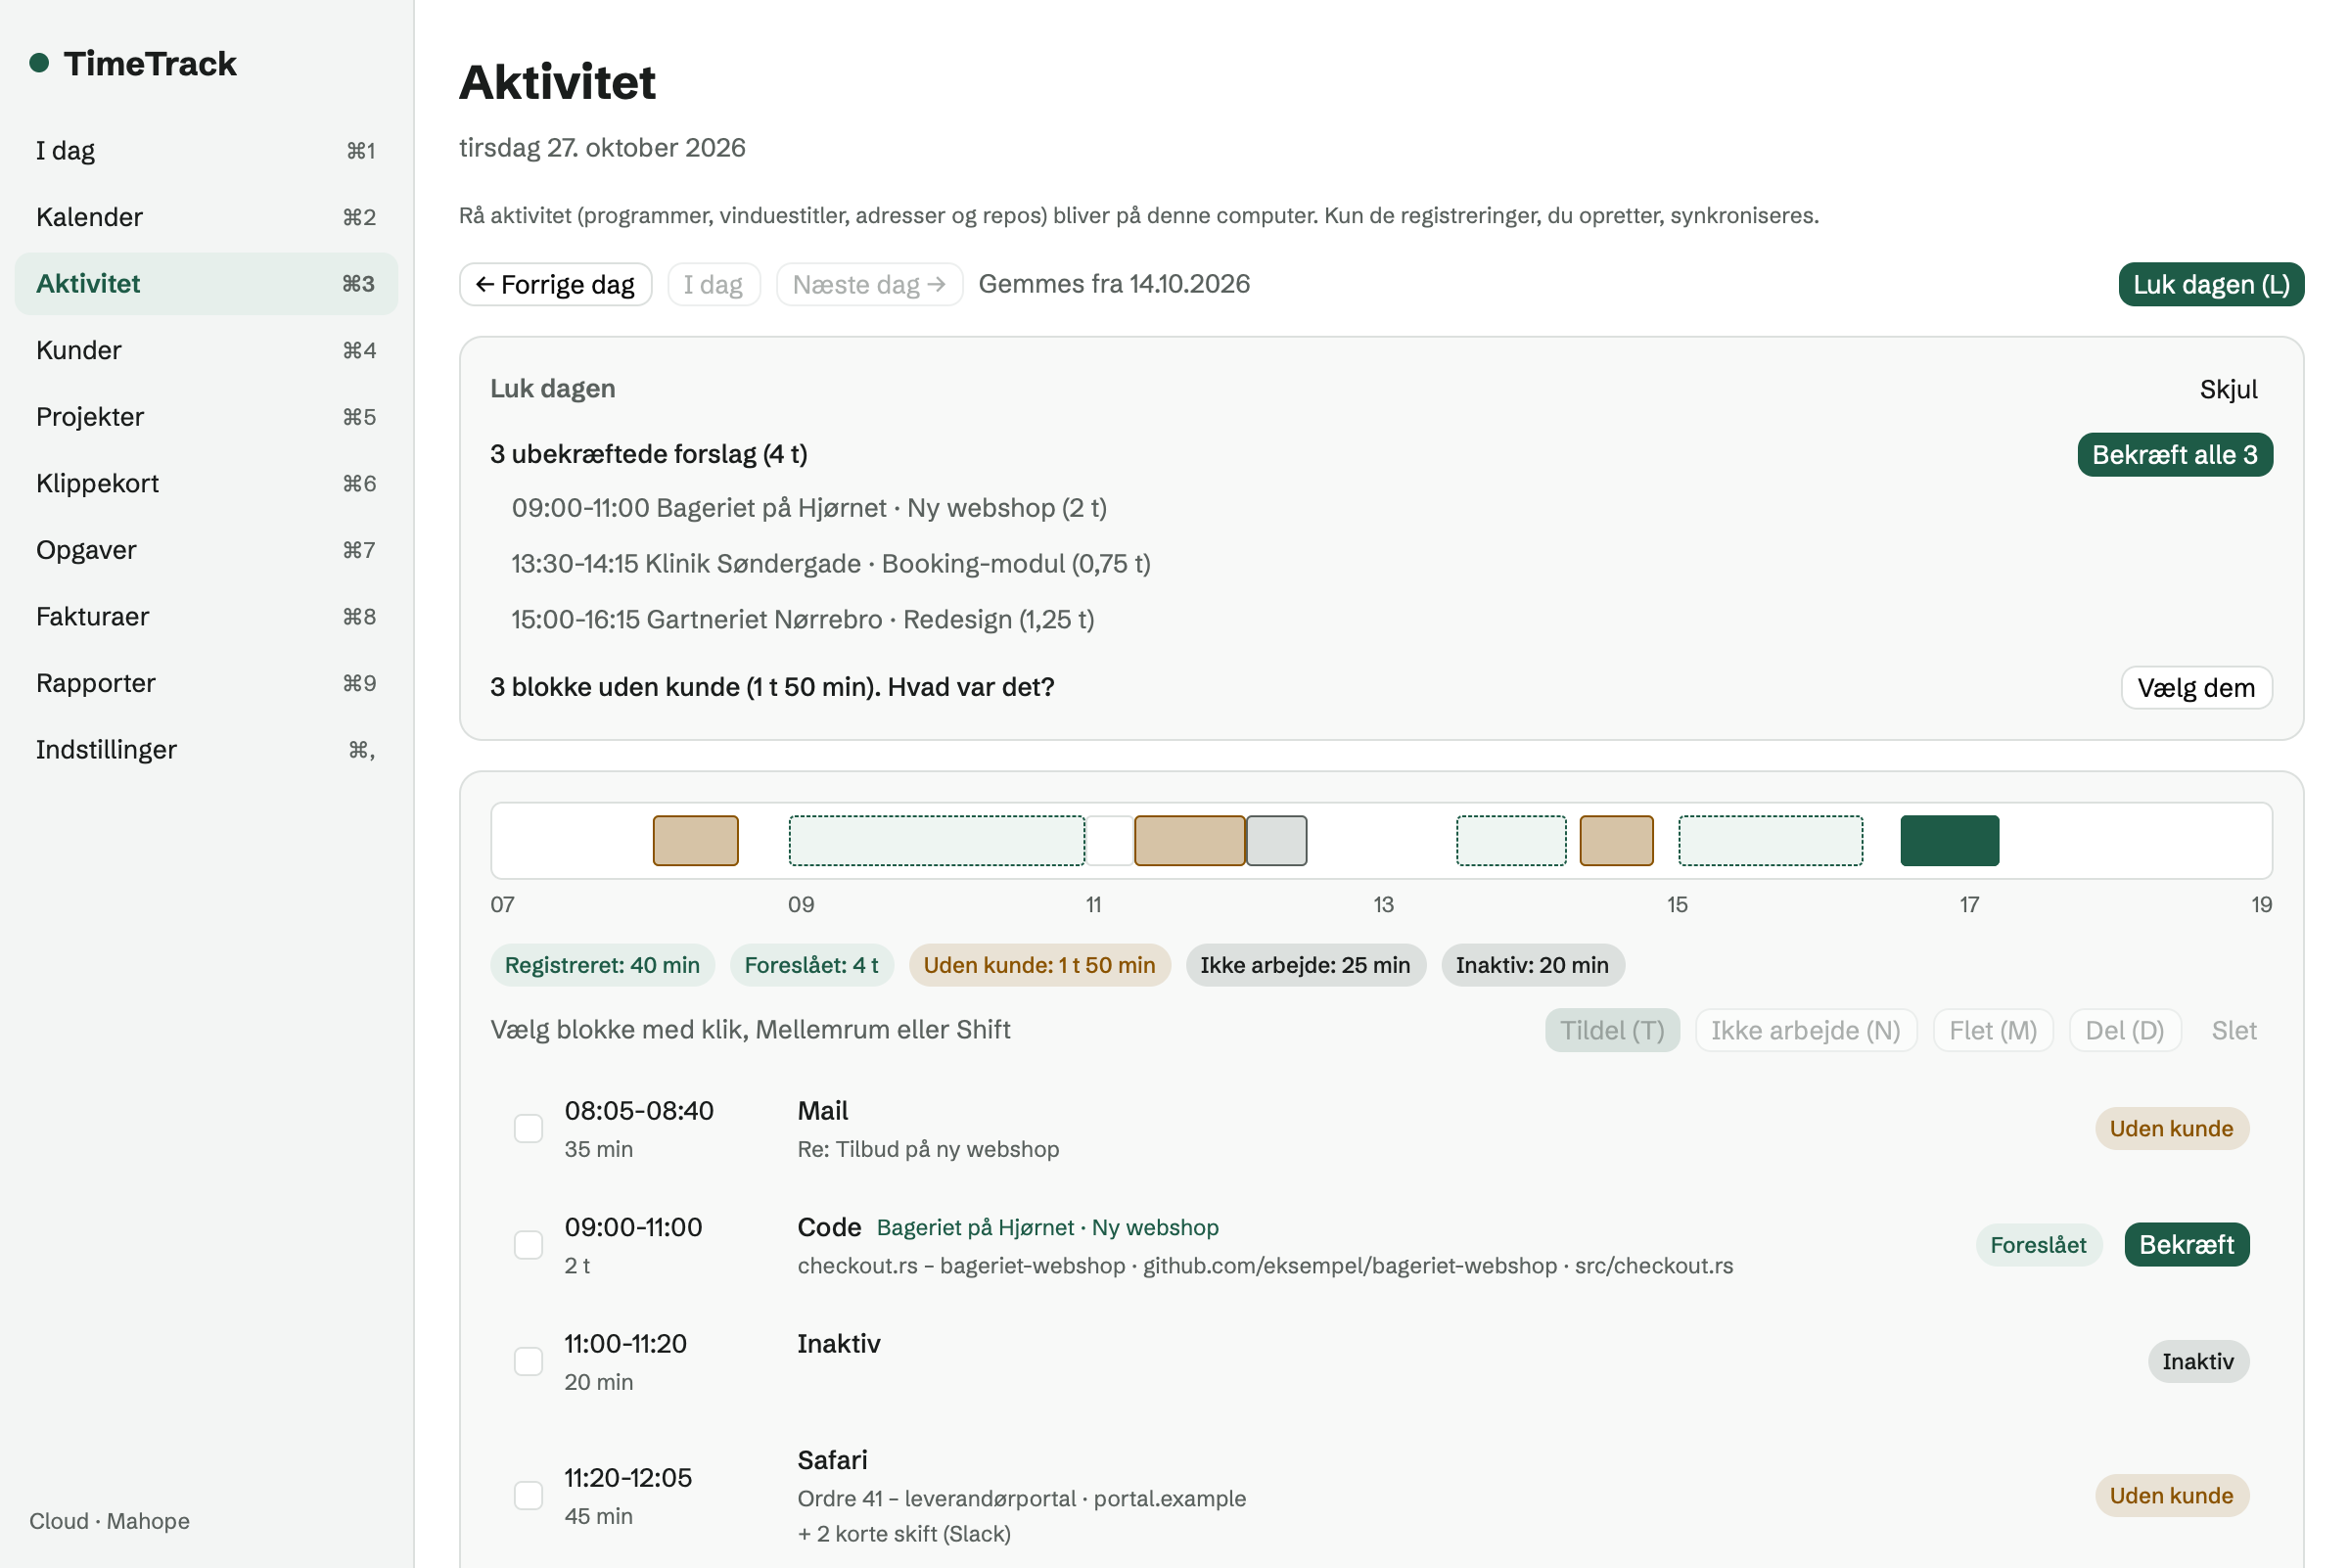 TimeTrack
I dag ⌘1
Kalender ⌘2
Aktivitet ⌘3
Kunder ⌘4
Projekter ⌘5
Klippekort ⌘6
Opgaver ⌘7
Fakturaer ⌘8
Rapporter ⌘9
Indstillinger ⌘,
Cloud · Mahope
Aktivitet
tirsdag 27. oktober 2026
Rå aktivitet (programmer, vinduestitler, adresser og repos) bliver på denne computer. Kun de registreringer, du opretter, synkroniseres.
← Forrige dag I dag Næste dag → Gemmes fra 14.10.2026 Luk dagen (L)
Luk dagen Skjul
3 ubekræftede forslag (4 t) Bekræft alle 3
09:00-11:00 Bageriet på Hjørnet · Ny webshop (2 t)
13:30-14:15 Klinik Søndergade · Booking-modul (0,75 t)
15:00-16:15 Gartneriet Nørrebro · Redesign (1,25 t)
3 blokke uden kunde (1 t 50 min). Hvad var det? Vælg dem
07 09 11 13 15 17 19
Registreret: 40 min Foreslået: 4 t Uden kunde: 1 t 50 min Ikke arbejde: 25 min Inaktiv: 20 min
Vælg blokke med klik, Mellemrum eller Shift Tildel (T) Ikke arbejde (N) Flet (M) Del (D) Slet
08:05-08:40 Mail
35 min Re: Tilbud på ny webshop
Uden kunde
09:00-11:00 Code Bageriet på Hjørnet · Ny webshop
2 t checkout.rs – bageriet-webshop · github.com/eksempel/bageriet-webshop · src/checkout.rs
Foreslået Bekræft
11:00-11:20 Inaktiv
20 min
Inaktiv
Safari
11:20-12:05
Ordre 41 – leverandørportal · portal.example
45 min
+ 2 korte skift (Slack)
Uden kunde